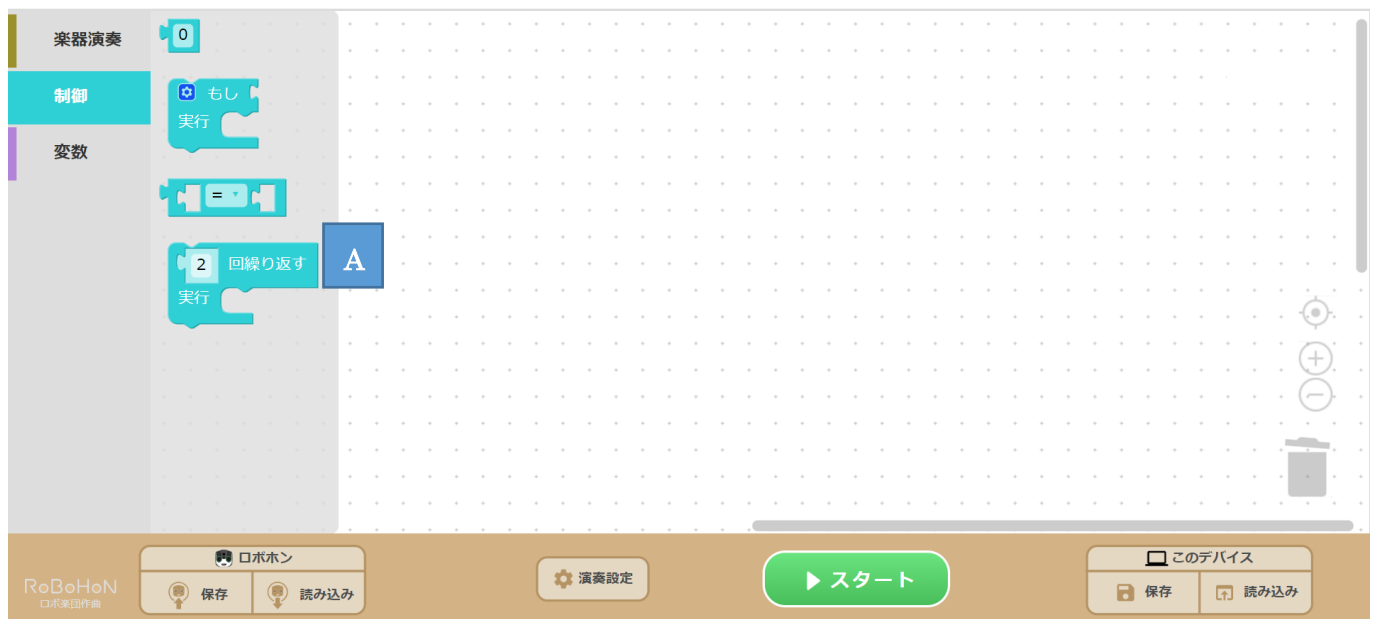 楽器演奏
制御
変数
0
もし
実行
=
2 回繰り返す
実行
A
RoBoHoN
ロボ楽団作曲
ロボホン
保存
読み込み
演奏設定
スタート
このデバイス
保存
読み込み